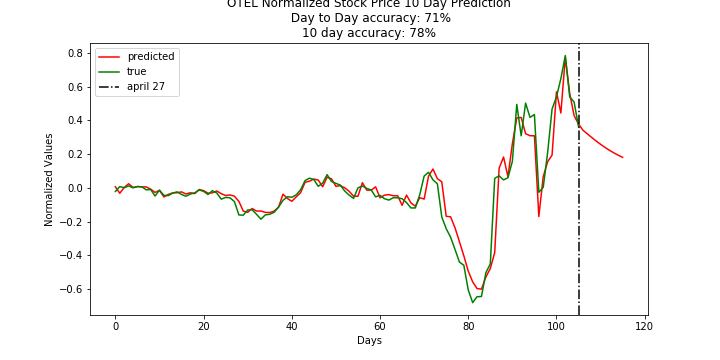 OTEL Normalized Stock Price 10 Day Prediction
Day to Day accuracy: 71%
10 day accuracy: 78%
predicted
true
april 27
Normalized Values
0.8
0.6
0.4
0.2
0.0
−0.2
−0.4
−0.6
0
20
40
60
80
100
120
Days